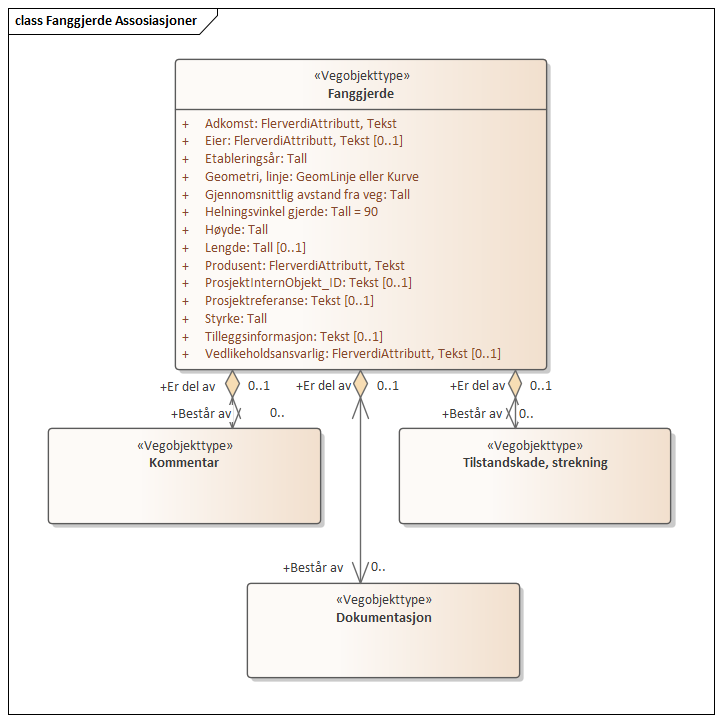 class Fanggjerde Assosiasjoner
«Vegobjekttype»
Fanggjerde
+ Adkomst: FlerverdiAttributt, Tekst
+ Eier: FlerverdiAttributt, Tekst [0..1]
+ Etableringsår: Tall
+ Geometri, linje: GeomLinje eller Kurve
+ Gjennomsnittlig avstand fra veg: Tall
+ Helningsvinkel gjerde: Tall = 90
+ Høyde: Tall
+ Lengde: Tall [0..1]
+ Produsent: FlerverdiAttributt, Tekst
+ ProsjektInternObjekt_ID: Tekst [0..1]
+ Prosjektreferanse: Tekst [0..1]
+ Styrke: Tall
+ Tilleggsinformasjon: Tekst [0..1]
+ Vedlikeholdsansvarlig: FlerverdiAttributt, Tekst [0..1]
+Er del av 0..1 +Er del av 0..1 +Er del av 0..1
+Består av 0.. +Består av 0..
«Vegobjekttype»
Kommentar
«Vegobjekttype»
Tilstandskade, strekning
+Består av 0..
«Vegobjekttype»
Dokumentasjon